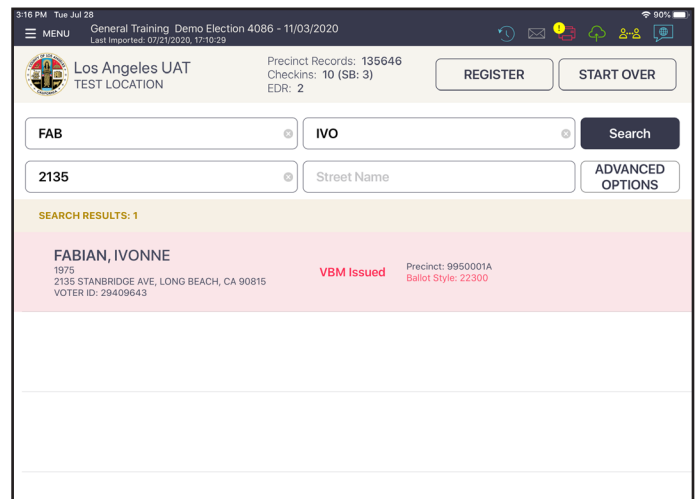 3:16 PM Tue Jul 28
90%
MENU
General Training Demo Election 4086 - 11/03/2020
Last Imported: 07/21/2020, 17:10:29
Los Angeles UAT
TEST LOCATION
Precinct Records: 135646
Checkins: 10 (SB: 3)
EDR: 2
REGISTER
START OVER
FAB
IVO
Search
2135
Street Name
ADVANCED
OPTIONS
SEARCH RESULTS: 1
FABIAN, IVONNE
1975
2135 STANBRIDGE AVE, LONG BEACH, CA 90815
VOTER ID: 29409643
VBM Issued
Precinct: 9950001A
Ballot Style: 22300